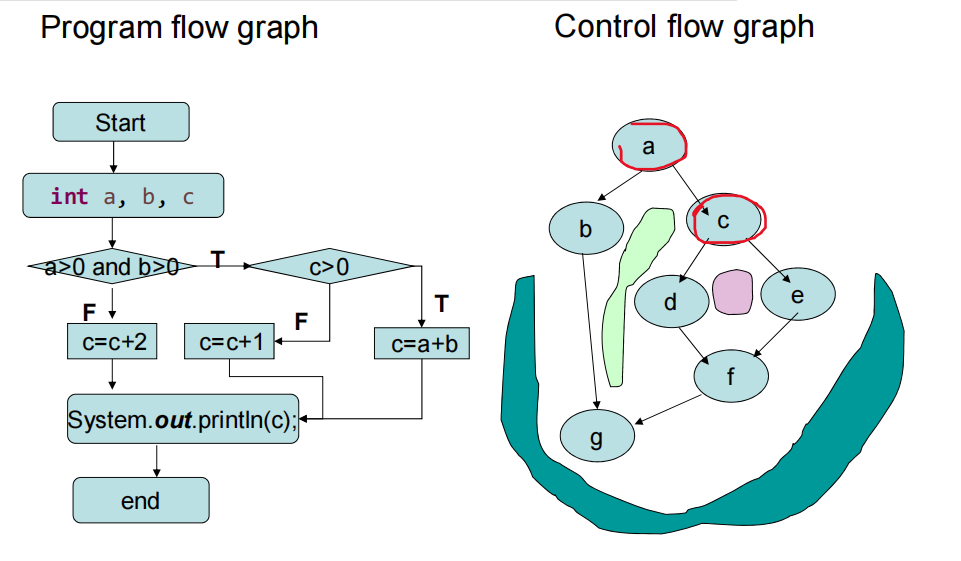 Program flow graph
Control flow graph
Start
int a, b, c
a>0 and b>0
T
c>0
F
F
T
c=c+2
c=c+1
c=a+b
System.out.println(c);
end
a
b
c
d
e
f
g